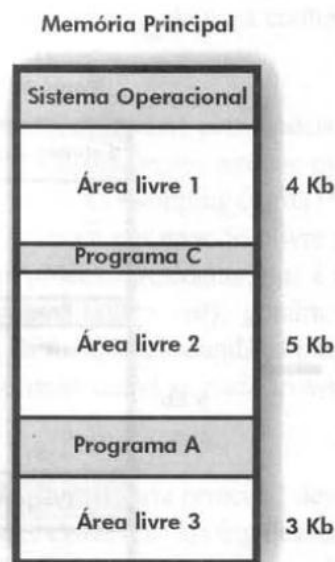 Memória Principal
Sistema Operacional
Área livre 1 4 Kb
Programa C
Área livre 2 5 Kb
Programa A
Área livre 3 3 Kb